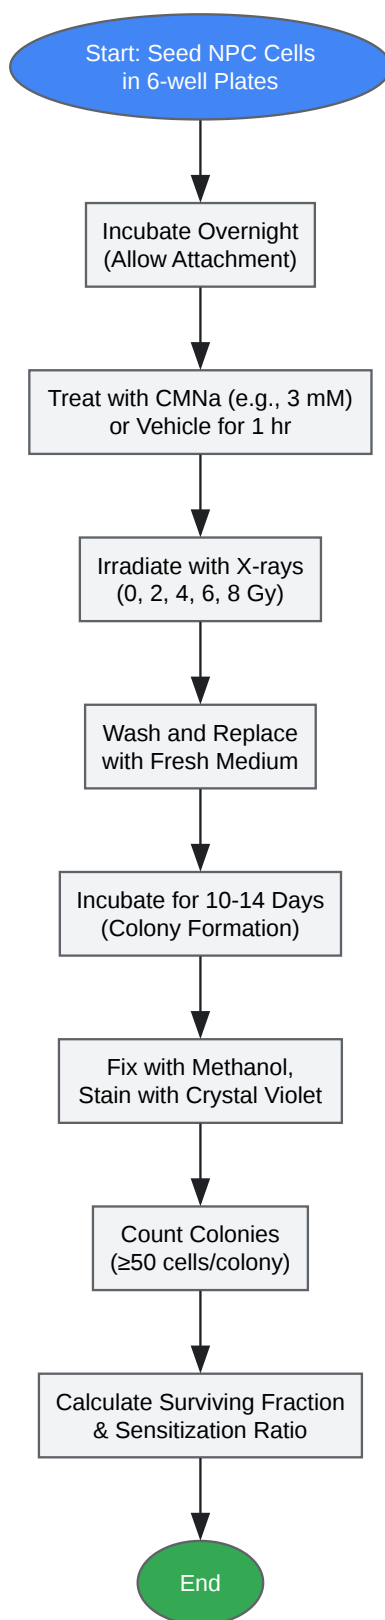 Start: Seed NPC Cells
in 6-well Plates
Incubate Overnight
(Allow Attachment)
Treat with CMNa (e.g., 3 mM)
or Vehicle for 1 hr
Irradiate with X-rays
(0, 2, 4, 6, 8 Gy)
Wash and Replace
with Fresh Medium
Incubate for 10-14 Days
(Colony Formation)
Fix with Methanol,
Stain with Crystal Violet
Count Colonies
(≥50 cells/colony)
Calculate Surviving Fraction
& Sensitization Ratio
End